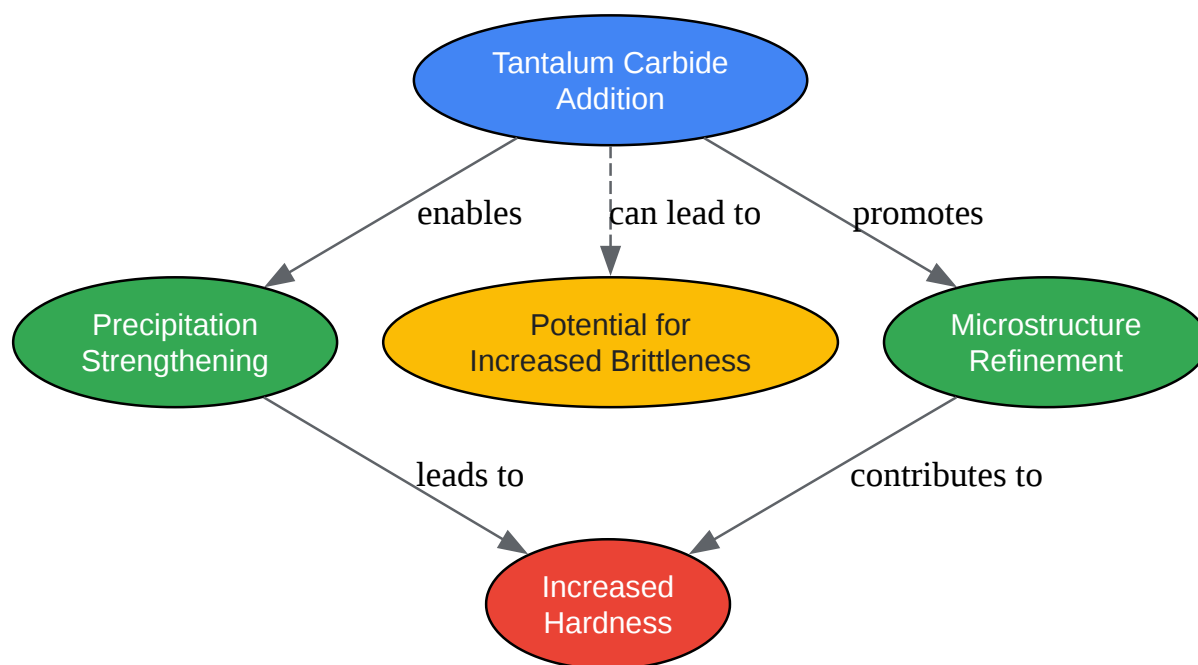 Tantalum Carbide
Addition
enables
can lead to
promotes
Precipitation
Strengthening
Potential for
Increased Brittleness
Microstructure
Refinement
leads to
contributes to
Increased
Hardness